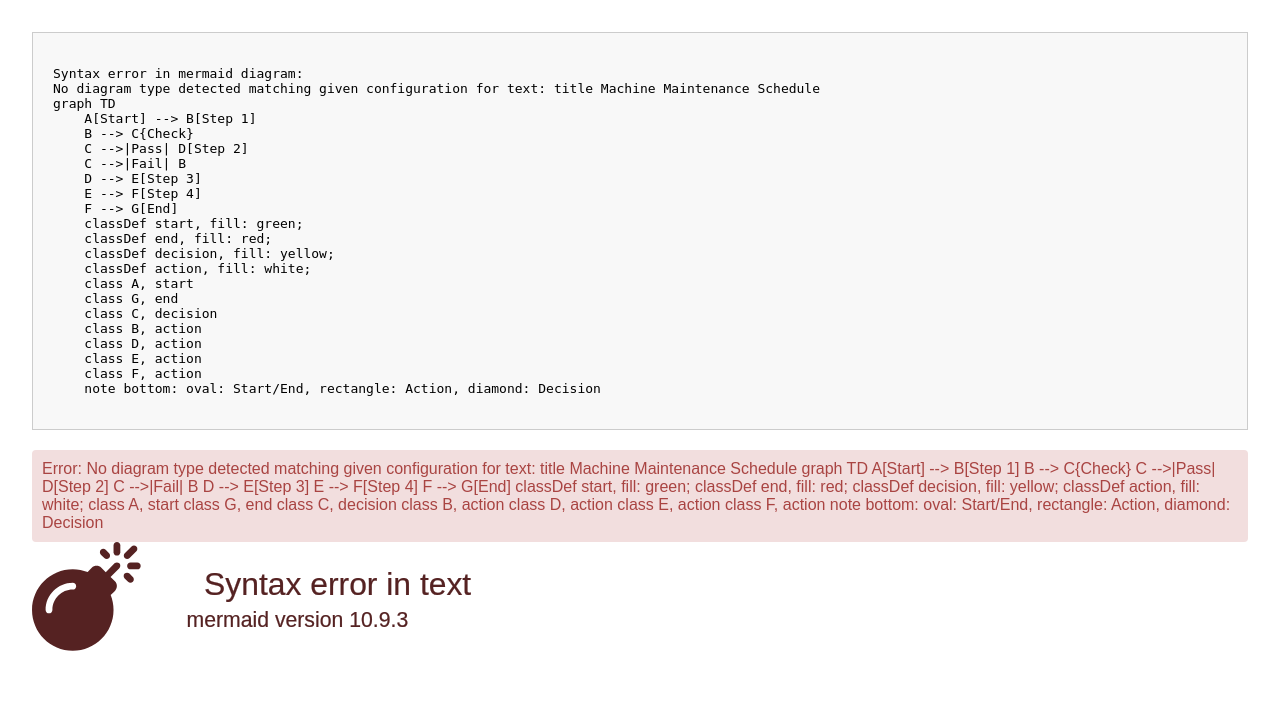 Syntax error in mermaid diagram:
No diagram type detected matching given configuration for text: title Machine Maintenance Schedule
graph TD
    A[Start] --> B[Step 1]
    B --> C{Check}
    C -->|Pass| D[Step 2]
    C -->|Fail| B
    D --> E[Step 3]
    E --> F[Step 4]
    F --> G[End]
    classDef start, fill: green;
    classDef end, fill: red;
    classDef decision, fill: yellow;
    classDef action, fill: white;
    class A, start
    class G, end
    class C, decision
    class B, action
    class D, action
    class E, action
    class F, action
    note bottom: oval: Start/End, rectangle: Action, diamond: Decision
Error: No diagram type detected matching given configuration for text: title Machine Maintenance Schedule graph TD A[Start] --> B[Step 1] B --> C{Check} C -->|Pass|
D[Step 2] C -->|Fail| B D --> E[Step 3] E --> F[Step 4] F --> G[End] classDef start, fill: green; classDef end, fill: red; classDef decision, fill: yellow; classDef action, fill:
white; class A, start class G, end class C, decision class B, action class D, action class E, action class F, action note bottom: oval: Start/End, rectangle: Action, diamond:
Decision
Syntax error in text
mermaid version 10.9.3